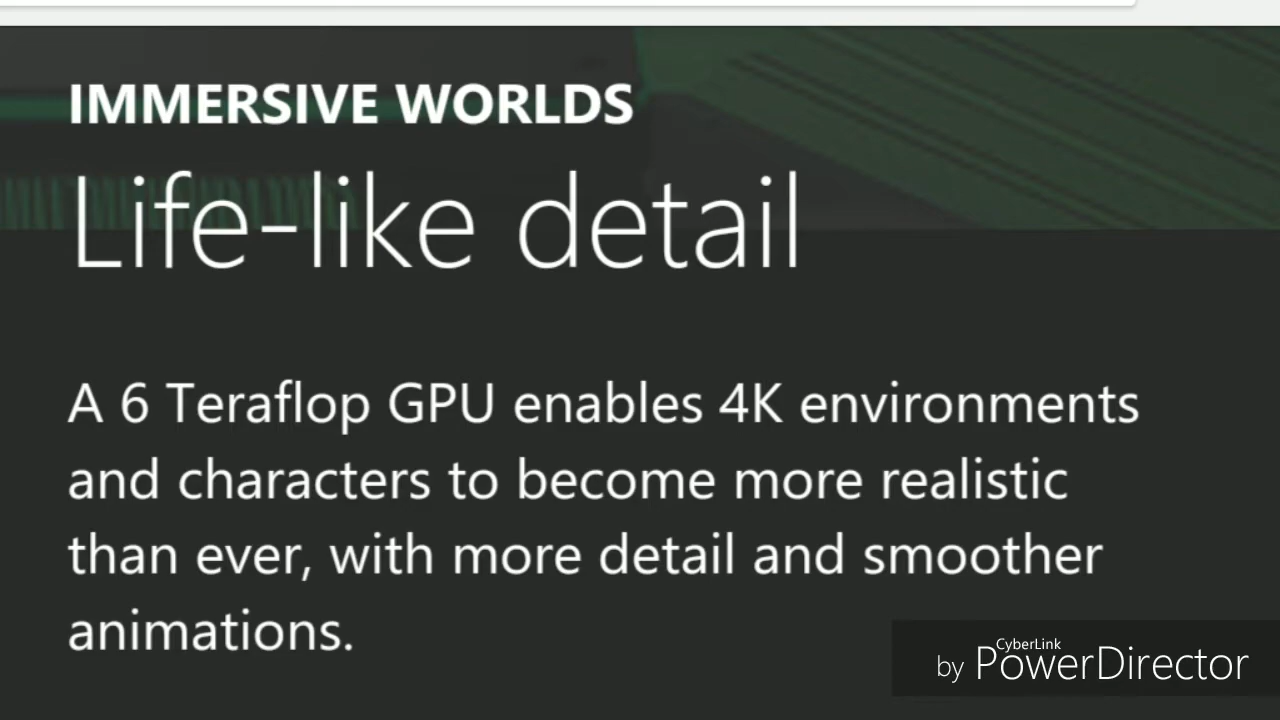 IMMERSIVE WORLDS
Life-like detail
A 6 Teraflop GPU enables 4K environments
and characters to become more realistic
than ever, with more detail and smoother
animations.
CyberLink
by PowerDirector